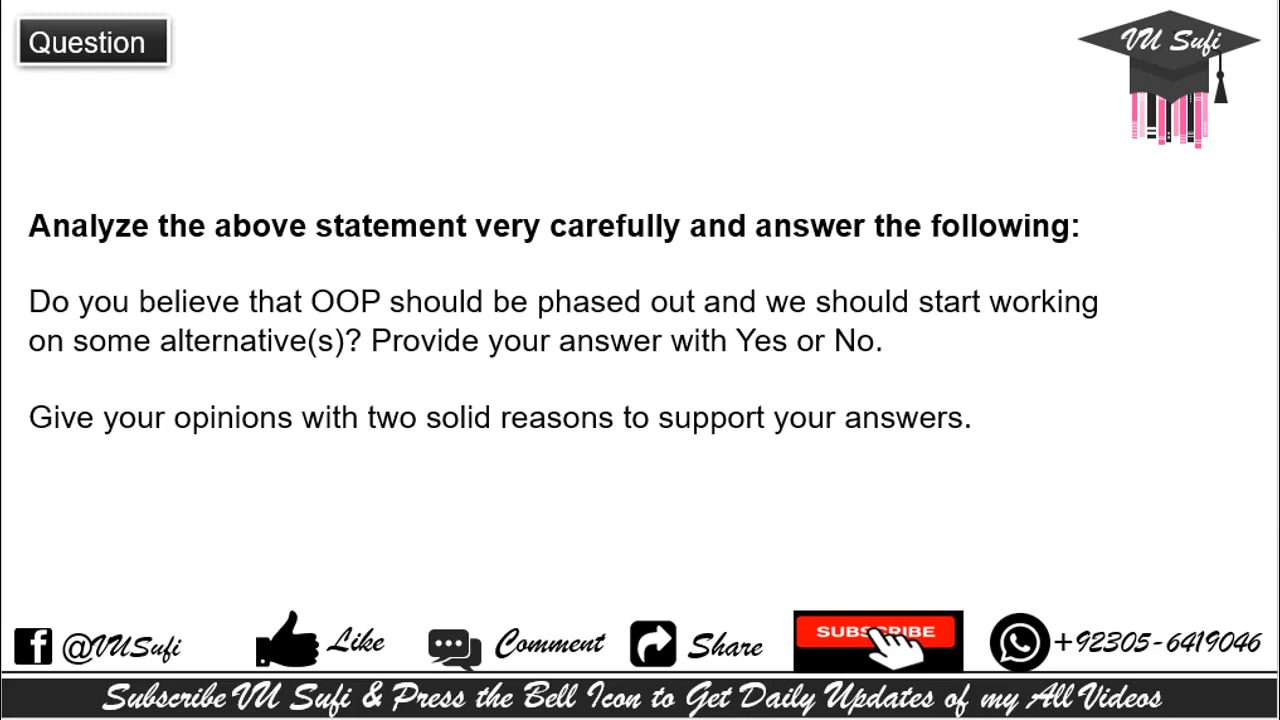 Question
VU Sufi
Analyze the above statement very carefully and answer the following:
Do you believe that OOP should be phased out and we should start working
on some alternative(s)? Provide your answer with Yes or No.
Give your opinions with two solid reasons to support your answers.
@VUSufi
Like
Comment
Share
SUBSCRIBE
+92305-6419046
Subscribe VU Sufi & Press the Bell Icon to Get Daily Updates of my All Videos